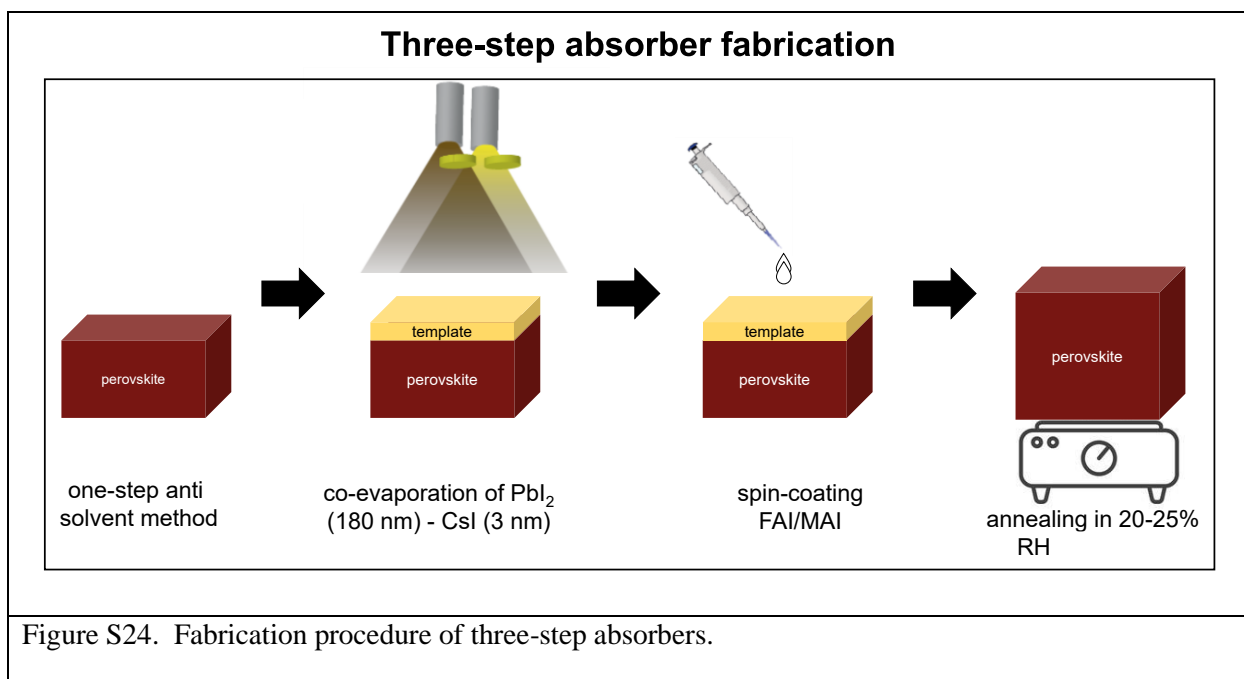 Three-step absorber fabrication
template
template
perovskite
perovskite
perovskite
perovskite
one-step anti
solvent method
co-evaporation of PbI₂
(180 nm) - CsI (3 nm)
spin-coating
FAI/MAI
annealing in 20-25%
RH
Figure S24. Fabrication procedure of three-step absorbers.